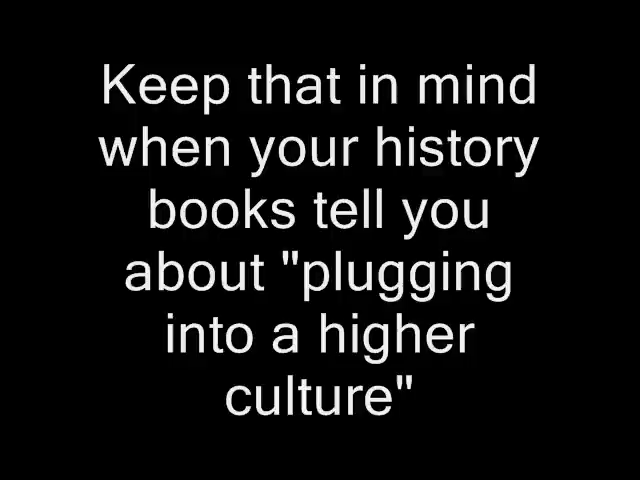 Keep that in mind
when your history
books tell you
about "plugging
into a higher
culture"